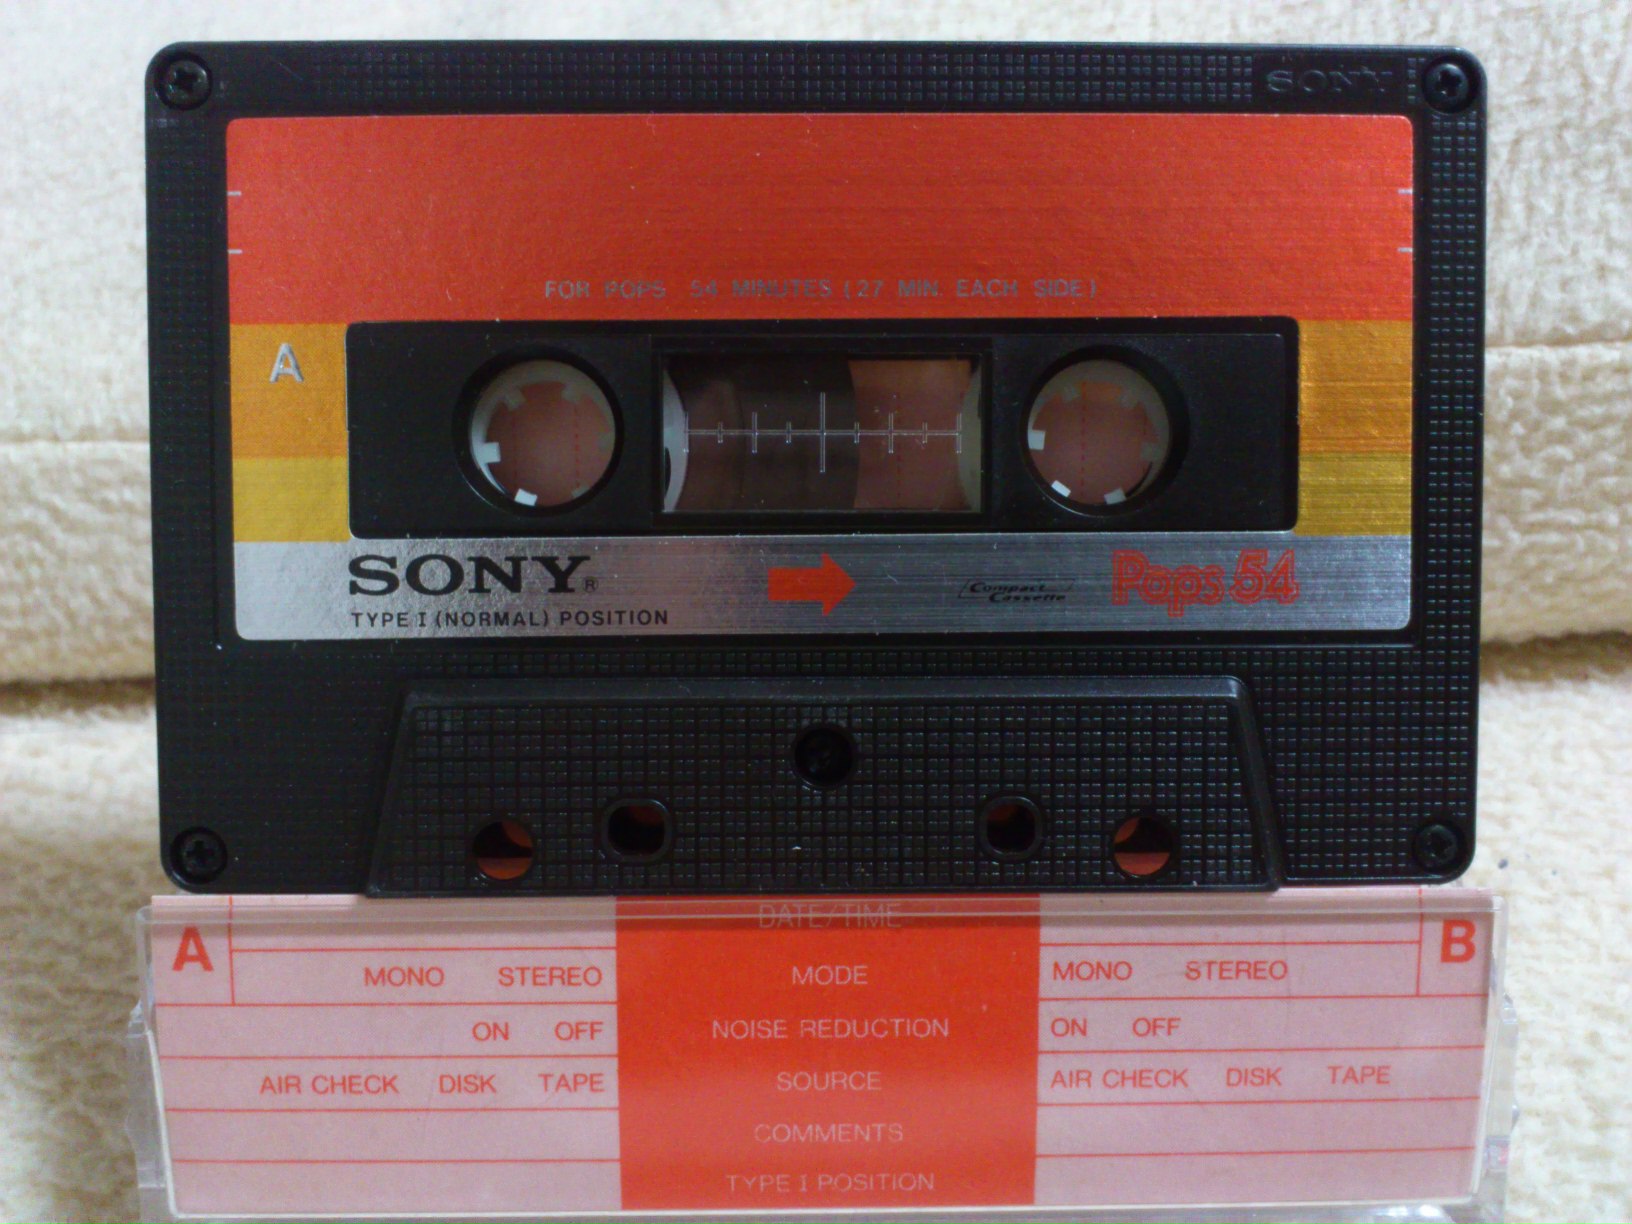 SONY
FOR POPS 54 MINUTES (27 MIN. EACH SIDE)
A
SONY®
TYPE I (NORMAL) POSITION
Compact
Cassette
Pops 54
DATE/TIME
A
B
MONO STEREO MODE MONO STEREO
ON OFF NOISE REDUCTION ON OFF
AIR CHECK DISK TAPE SOURCE AIR CHECK DISK TAPE
COMMENTS
TYPE I POSITION